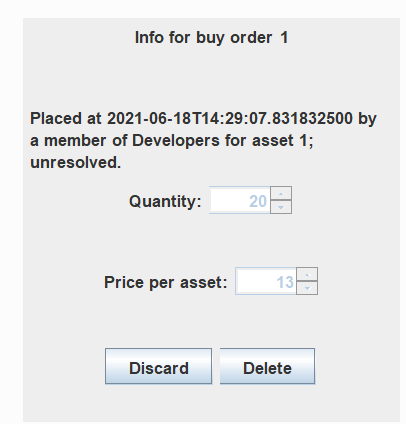 Info for buy order 1
Placed at 2021-06-18T14:29:07.831832500 by
a member of Developers for asset 1;
unresolved.
Quantity: 20
Price per asset: 13
Discard Delete